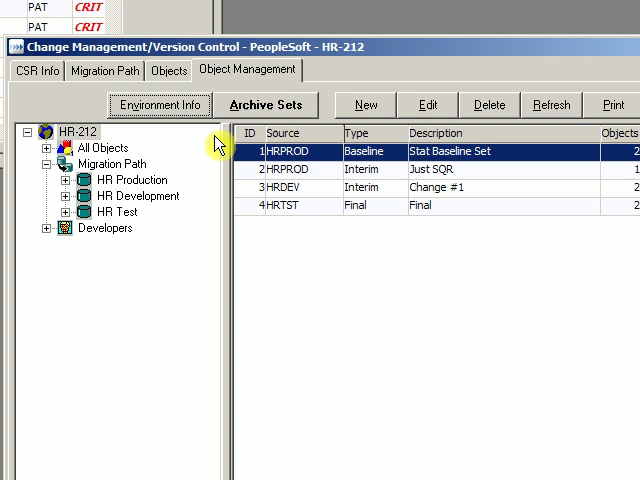 PAT CRIT
PAT CRIT
Change Management/Version Control - PeopleSoft - HR-212
CSR Info Migration Path Objects Object Management
Environment Info Archive Sets New Edit Delete Refresh Print
HR-212
All Objects
Migration Path
HR Production
HR Development
HR Test
Developers
ID Source Type Description Objects
1 HRPROD Baseline Stat Baseline Set 2
2 HRPROD Interim Just SQR 1
3 HRDEV Interim Change #1 2
4 HRTST Final Final 2